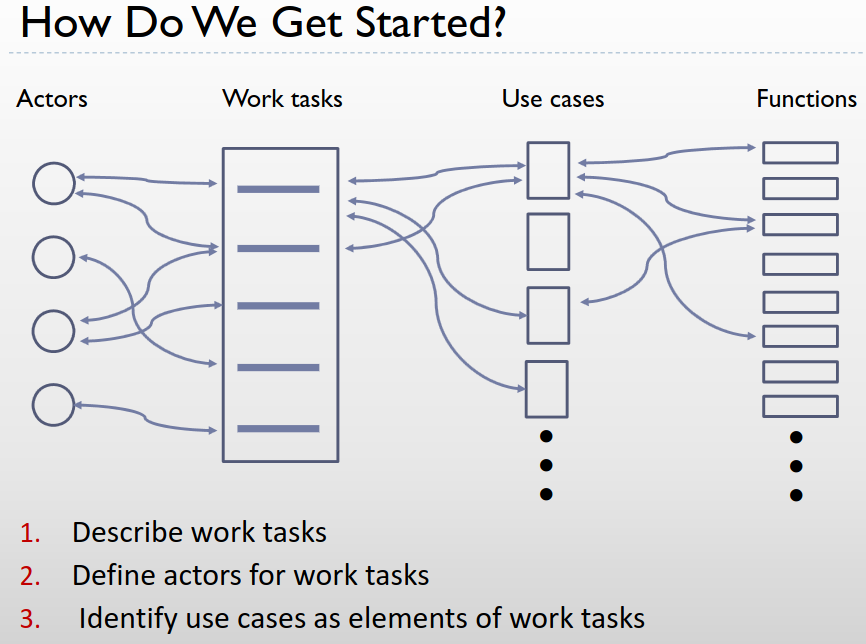 How Do We Get Started?
Actors Work tasks Use cases Functions
1. Describe work tasks
2. Define actors for work tasks
3. Identify use cases as elements of work tasks